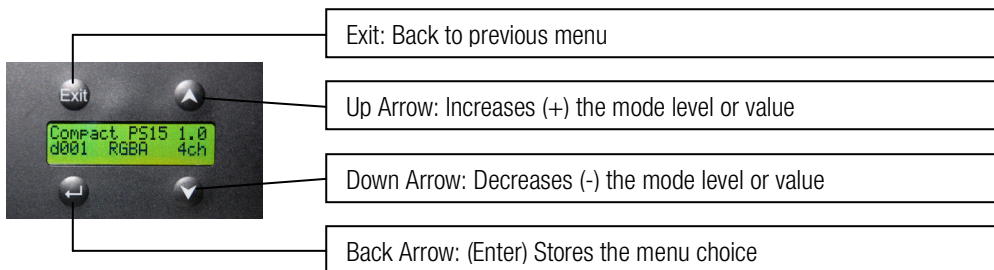 Exit: Back to previous menu
Exit
Up Arrow: Increases (+) the mode level or value
Compact PS15 1.0
d001 RGBA 4ch
Down Arrow: Decreases (-) the mode level or value
Back Arrow: (Enter) Stores the menu choice